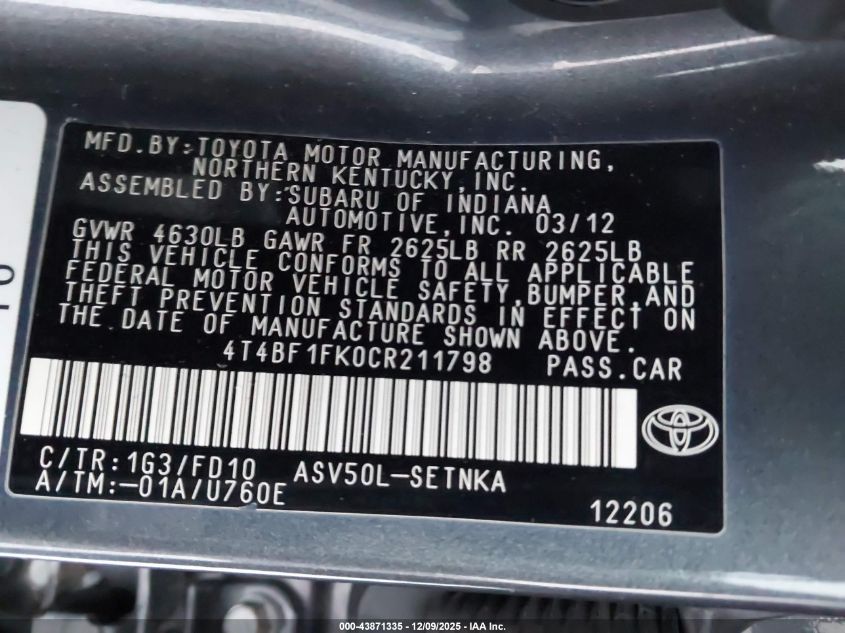 MFD.BY:TOYOTA MOTOR MANUFACTURING,
NORTHERN KENTUCKY,INC.
ASSEMBLED BY:SUBARU OF INDIANA
AUTOMOTIVE,INC. 03/12
GVWR 4630LB GAWR FR 2625LB RR 2625LB
THIS VEHICLE CONFORMS TO ALL APPLICABLE
FEDERAL MOTOR VEHICLE SAFETY,BUMPER,AND
THEFT PREVENTION STANDARDS IN EFFECT ON
THE DATE OF MANUFACTURE SHOWN ABOVE.
4T4BF1FK0CR211798 PASS.CAR
C/TR:1G3/FD10 ASV50L-SETNKA
A/TM:-01A/U760E
12206
000-43871335 - 12/09/2025 - IAA Inc.